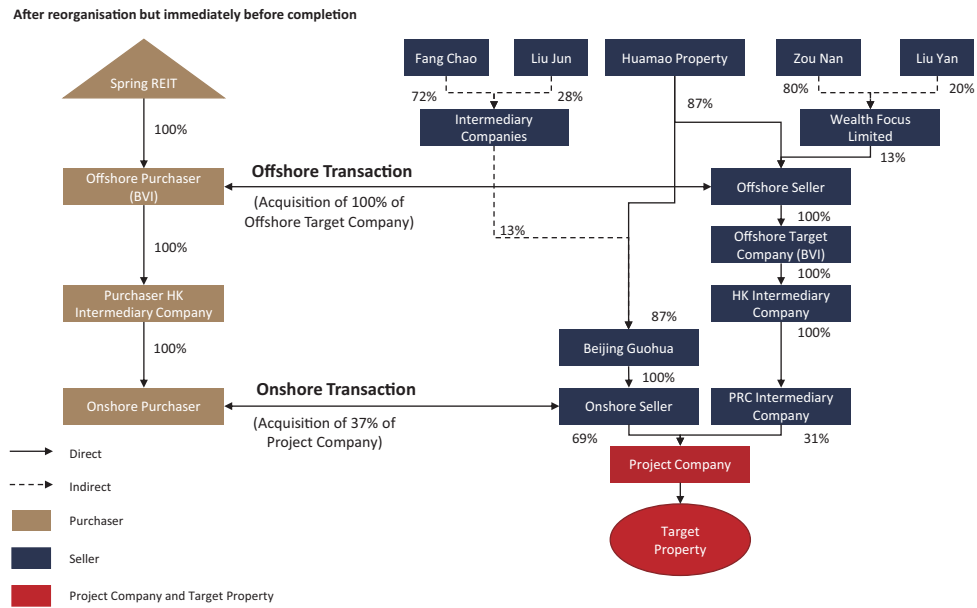 After reorganisation but immediately before completion
Spring REIT
Fang Chao
Liu Jun
Huamao Property
Zou Nan
Liu Yan
72%
28%
87%
80%
20%
100%
Intermediary
Companies
Wealth Focus
Limited
13%
Offshore Purchaser
(BVI)
Offshore Transaction
(Acquisition of 100% of
Offshore Target Company)
Offshore Seller
100%
13%
Offshore Target
Company (BVI)
100%
100%
Purchaser HK
Intermediary Company
HK Intermediary
Company
87%
100%
100%
Beijing Guohua
100%
Onshore Purchaser
Onshore Transaction
(Acquisition of 37% of
Project Company)
Onshore Seller
PRC Intermediary
Company
69%
31%
Direct
Project Company
Indirect
Purchaser
Target
Property
Seller
Project Company and Target Property